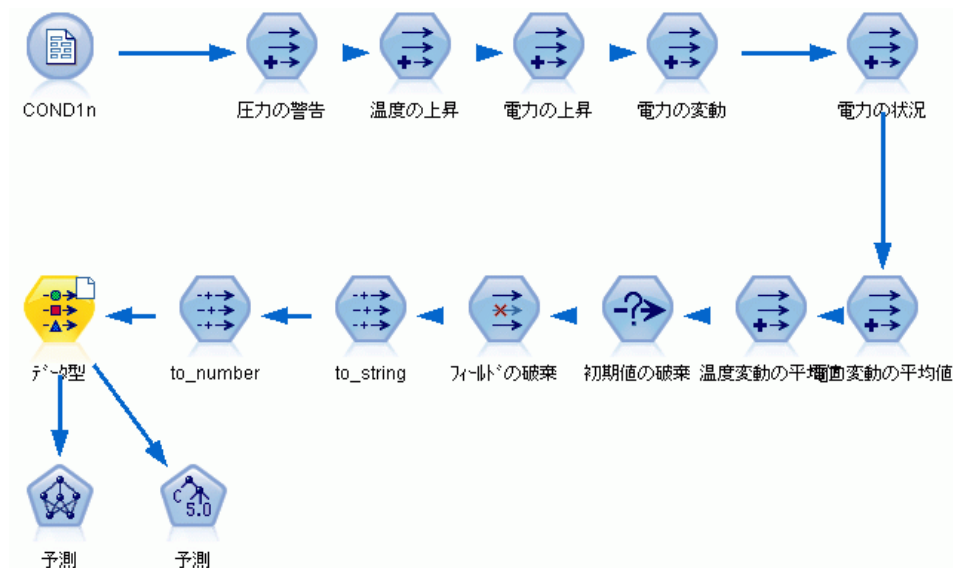 COND1n
圧力の警告
温度の上昇
電力の上昇
電力の変動
電力の状況
データ型
to_number
to_string
フィールドの破棄
初期値の破棄
温度変動の平均値
電力変動の平均値
予測
C 5.0
予測